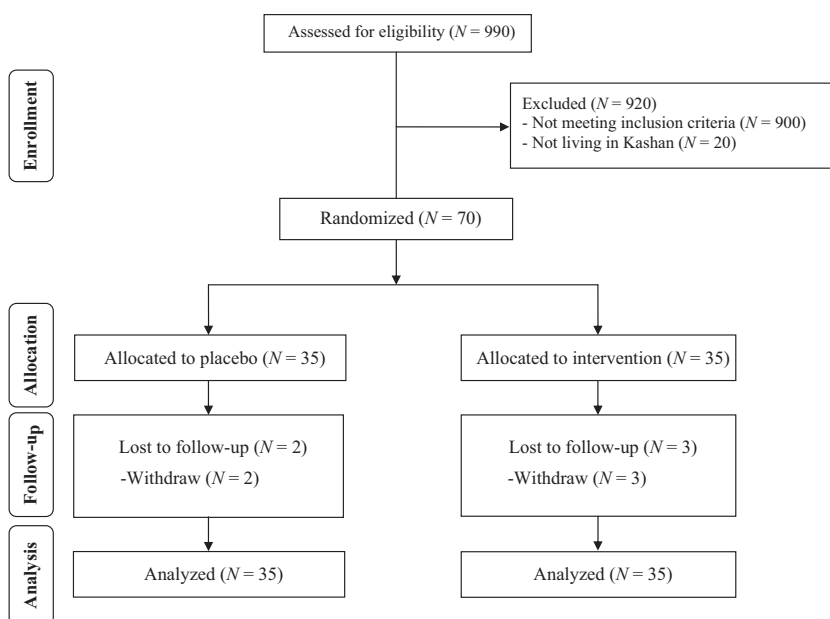 Assessed for eligibility (N = 990)
Enrollment
Excluded (N = 920)
- Not meeting inclusion criteria (N = 900)
- Not living in Kashan (N = 20)
Randomized (N = 70)
Allocation
Allocated to placebo (N = 35)
Allocated to intervention (N = 35)
Follow-up
Lost to follow-up (N = 2)
-Withdraw (N = 2)
Lost to follow-up (N = 3)
-Withdraw (N = 3)
Analysis
Analyzed (N = 35)
Analyzed (N = 35)